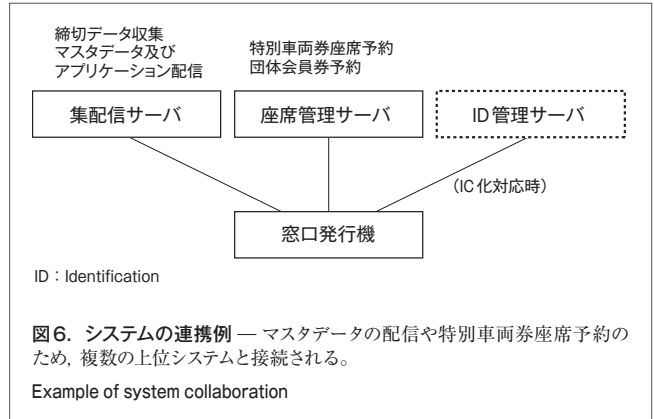 締切データ収集
マスタデータ及び
アプリケーション配信
特別車両券座席予約
団体会員券予約
集配信サーバ
座席管理サーバ
ID管理サーバ
（IC化対応時）
窓口発行機
ID：Identification
図6．システムの連携例 — マスタデータの配信や特別車両券座席予約の
ため，複数の上位システムと接続される。
Example of system collaboration